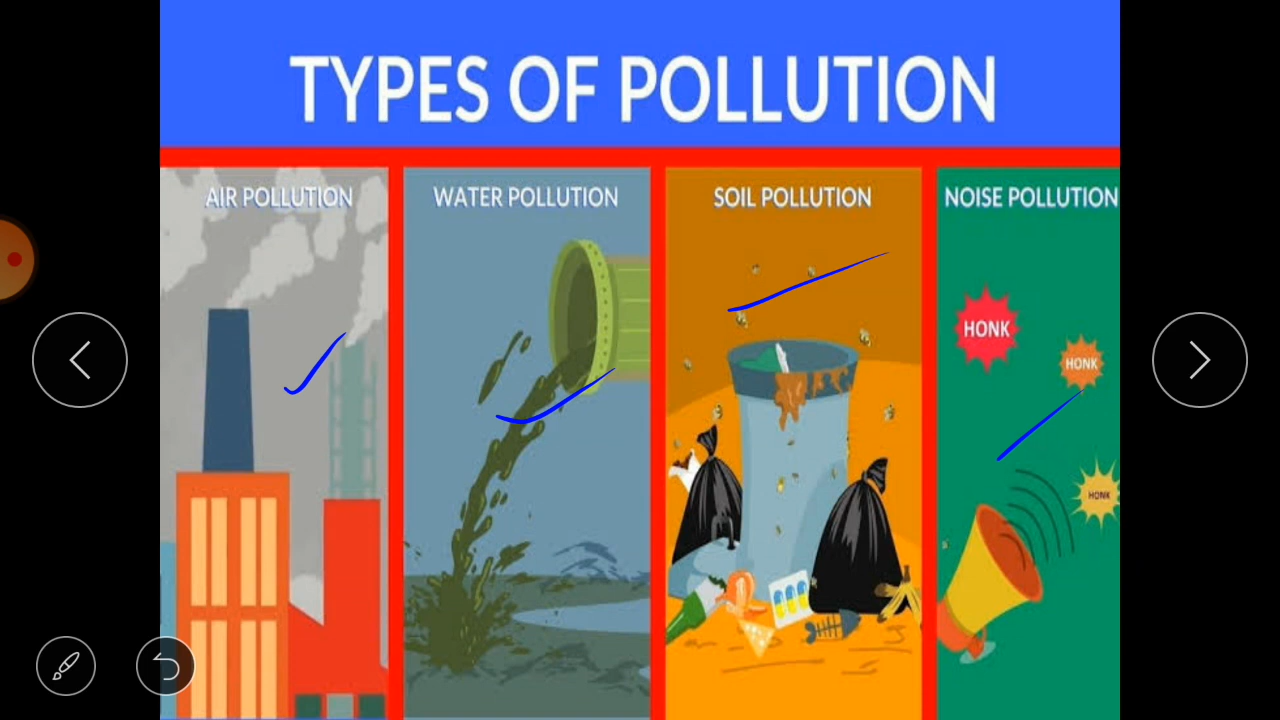 TYPES OF POLLUTION
AIR POLLUTION
WATER POLLUTION
SOIL POLLUTION
NOISE POLLUTION
HONK
HONK
HONK